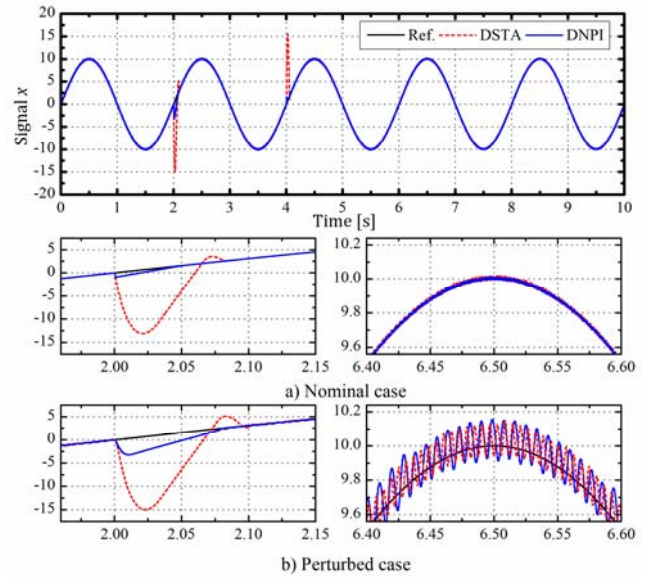 Ref. DSTA DNPI
Signal x
20
15
10
5
0
-5
-10
-15
-20
0 1 2 3 4 5 6 7 8 9 10
Time [s]
5
0
-5
-10
-15
2.00 2.05 2.10 2.15
10.2
10.0
9.8
9.6
6.40 6.45 6.50 6.55 6.60
a) Nominal case
5
0
-5
-10
-15
2.00 2.05 2.10 2.15
10.2
10.0
9.8
9.6
6.40 6.45 6.50 6.55 6.60
b) Perturbed case